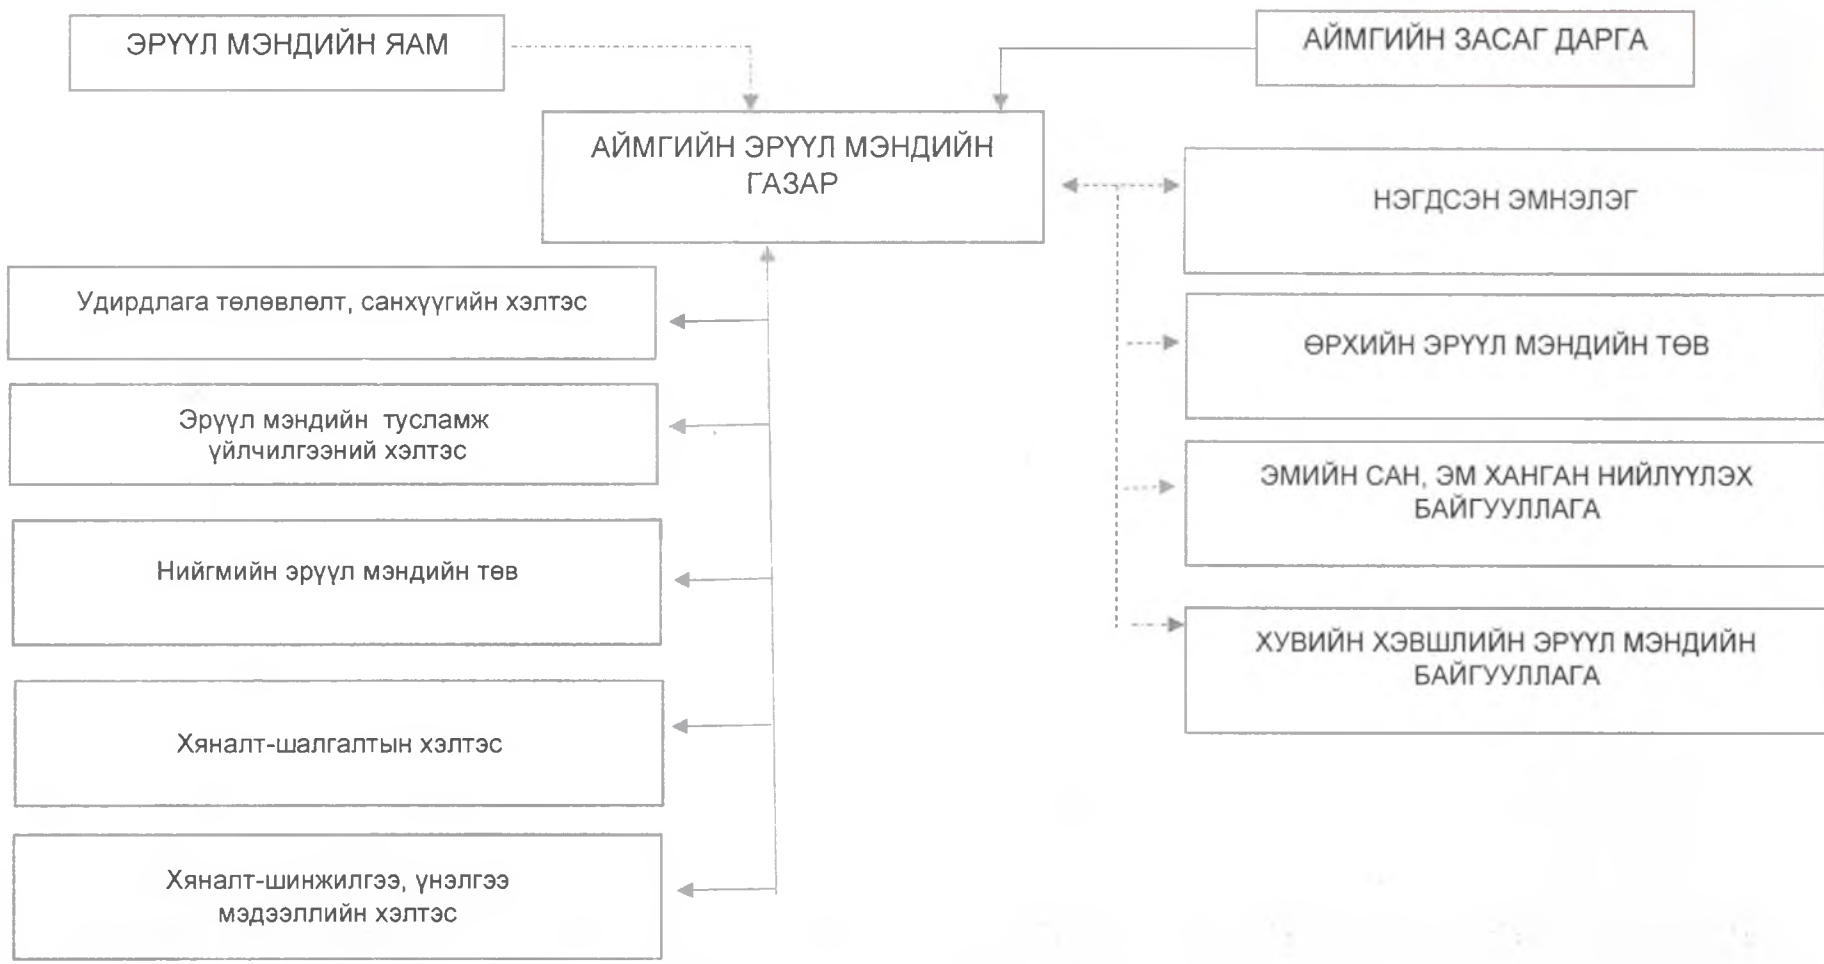 ЭРҮҮЛ МЭНДИЙН ЯАМ
АЙМГИЙН ЗАСАГ ДАРГА
АЙМГИЙН ЭРҮҮЛ МЭНДИЙН
ГАЗАР
Удирдлага төлөвлөлт, санхүүгийн хэлтэс
Эрүүл мэндийн тусламж
үйлчилгээний хэлтэс
Нийгмийн эрүүл мэндийн төв
Хяналт-шалгалтын хэлтэс
Хяналт-шинжилгээ, үнэлгээ
мэдээллийн хэлтэс
НЭГДСЭН ЭМНЭЛЭГ
ӨРХИЙН ЭРҮҮЛ МЭНДИЙН ТӨВ
ЭМИЙН САН, ЭМ ХАНГАН НИЙЛҮҮЛЭХ
БАЙГУУЛЛАГА
ХУВИЙН ХЭВШЛИЙН ЭРҮҮЛ МЭНДИЙН
БАЙГУУЛЛАГА